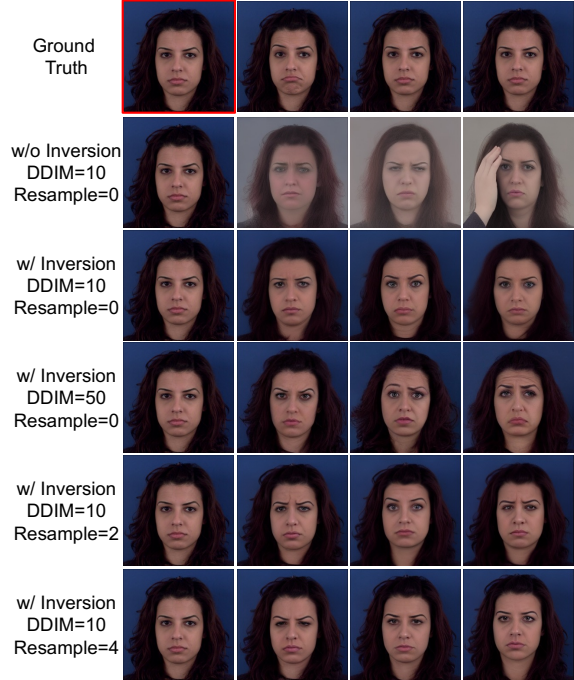 Ground
Truth
w/o Inversion
DDIM=10
Resample=0
w/ Inversion
DDIM=10
Resample=0
w/ Inversion
DDIM=50
Resample=0
w/ Inversion
DDIM=10
Resample=2
w/ Inversion
DDIM=10
Resample=4